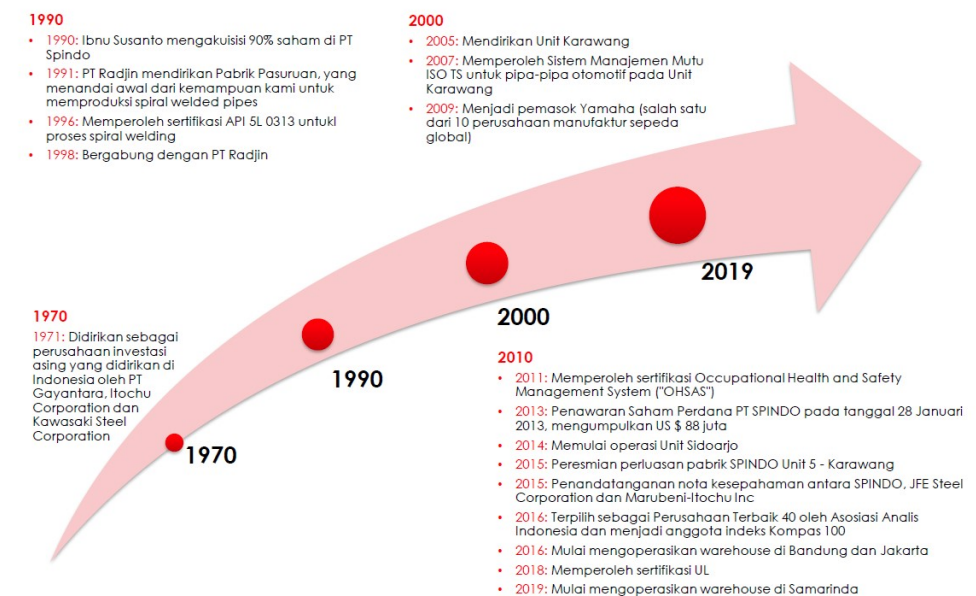 1990
• 1990: Ibnu Susanto mengakuisisi 90% saham di PT
Spindo
• 1991: PT Radjin mendirikan Pabrik Pasuruan, yang
menandai awal dari kemampuan kami untuk
memproduksi spiral welded pipes
• 1996: Memperoleh sertifikasi API 5L 0313 untukl
proses spiral welding
• 1998: Bergabung dengan PT Radjin
2000
• 2005: Mendirikan Unit Karawang
• 2007: Memperoleh Sistem Manajemen Mutu
ISO TS untuk pipa-pipa otomotif pada Unit
Karawang
• 2009: Menjadi pemasok Yamaha (salah satu
dari 10 perusahaan manufaktur sepeda
global)
2019
2000
1990
1970
1970
1971: Didirikan sebagai
perusahaan investasi
asing yang didirikan di
Indonesia oleh PT
Gayantara, Itochu
Corporation dan
Kawasaki Steel
Corporation
2010
• 2011: Memperoleh sertifikasi Occupational Health and Safety
Management System ("OHSAS")
• 2013: Penawaran Saham Perdana PT SPINDO pada tanggal 28 Januari
2013, mengumpulkan US $ 88 juta
• 2014: Memulai operasi Unit Sidoarjo
• 2015: Peresmian perluasan pabrik SPINDO Unit 5 - Karawang
• 2015: Penandatanganan nota kesepahaman antara SPINDO, JFE Steel
Corporation dan Marubeni-Itochu Inc
• 2016: Terpilih sebagai Perusahaan Terbaik 40 oleh Asosiasi Analis
Indonesia dan menjadi anggota indeks Kompas 100
• 2016: Mulai mengoperasikan warehouse di Bandung dan Jakarta
• 2018: Memperoleh sertifikasi UL
• 2019: Mulai mengoperasikan warehouse di Samarinda